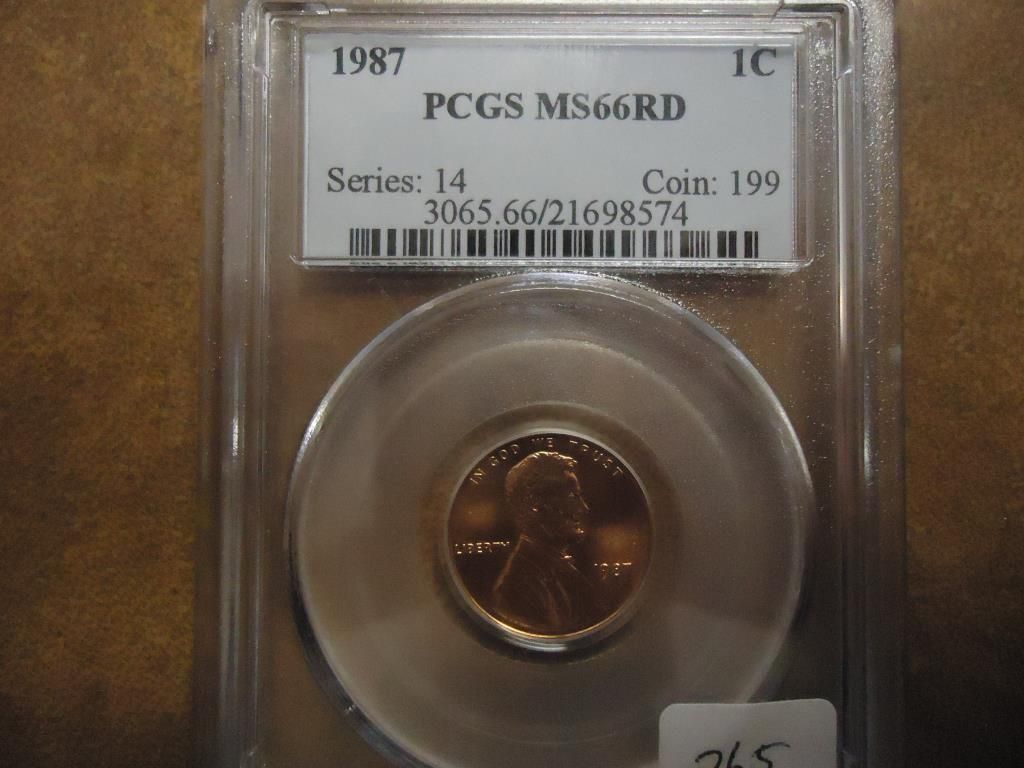 1987 1C
PCGS MS66RD
Series: 14 Coin: 199
3065.66/21698574
IN GOD WE TRUST
LIBERTY
1987
265